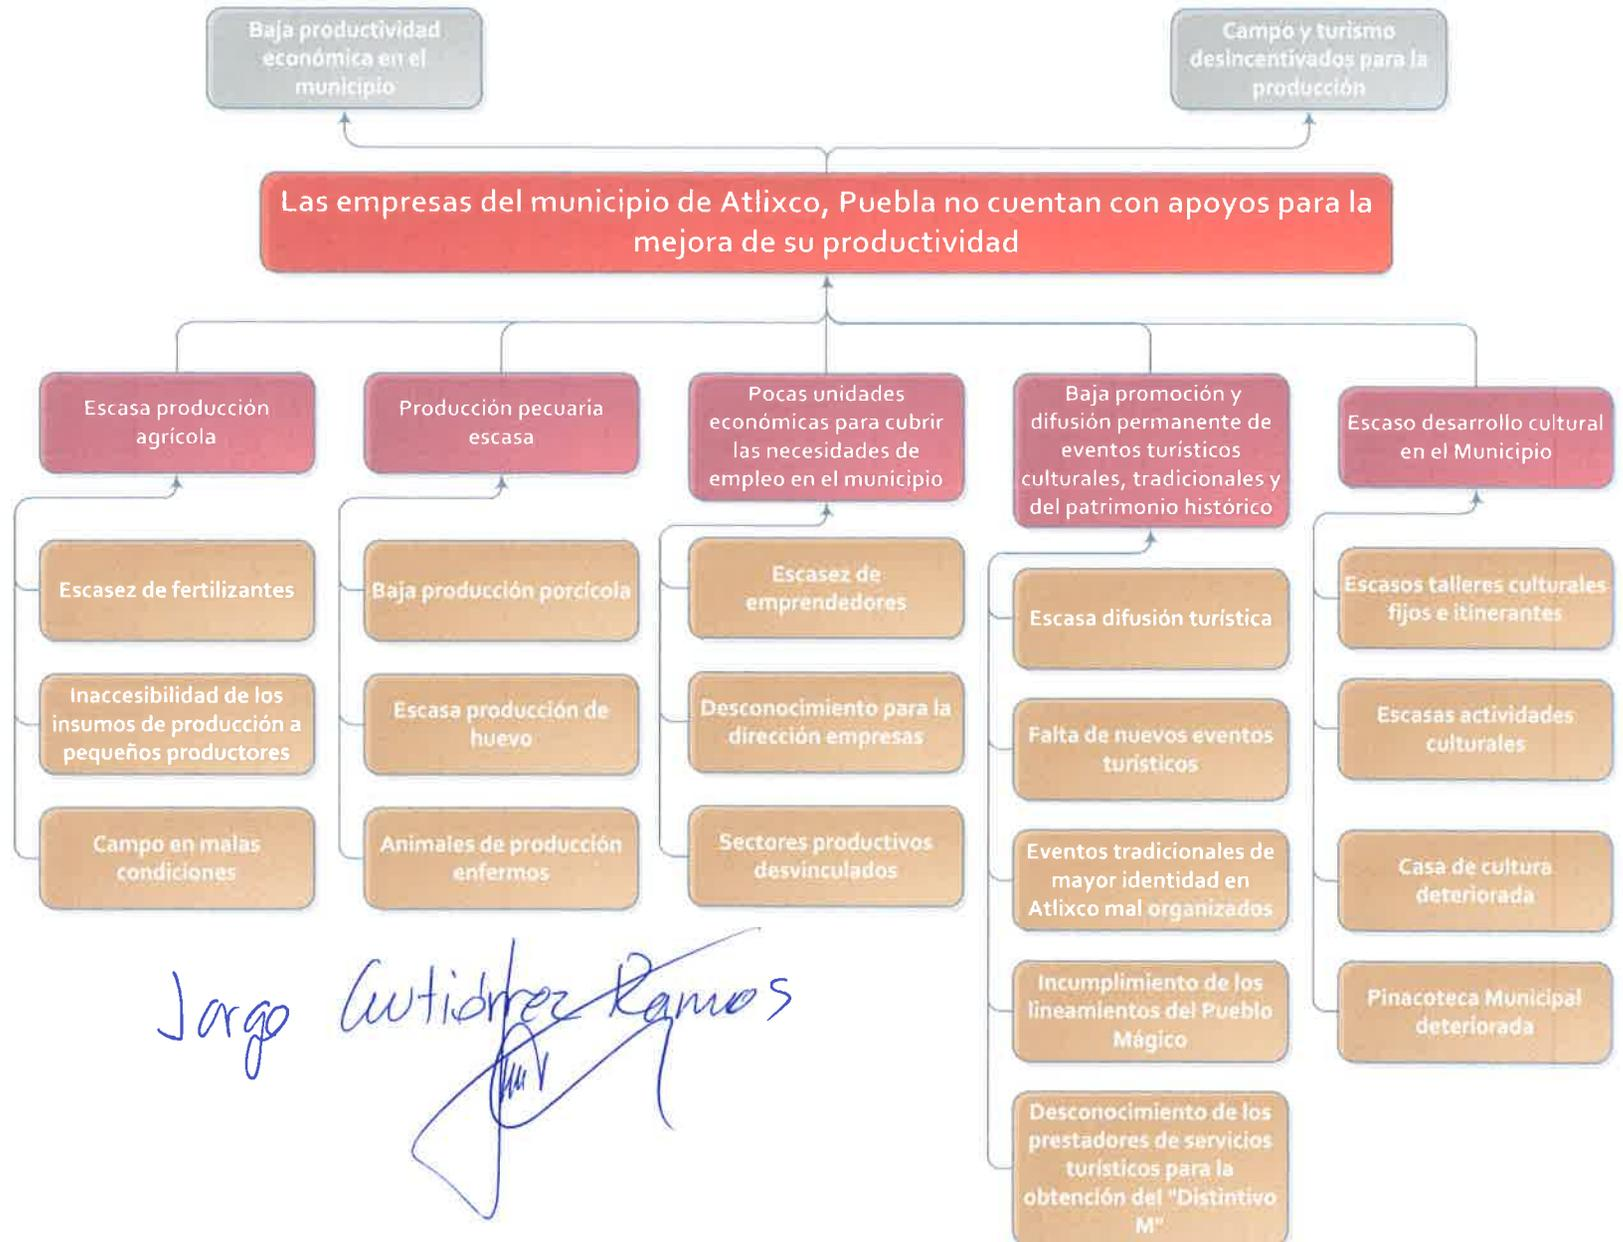 Baja productividad
económica en el
municipio
Campo y turismo
desincentivados para la
producción
Las empresas del municipio de Atlixco, Puebla no cuentan con apoyos para la
mejora de su productividad
Escasa producción
agrícola
Escasez de fertilizantes
Inaccesibilidad de los
insumos de producción a
pequeños productores
Campo en malas
condiciones
Producción pecuaria
escasa
Baja producción porcícola
Escasa producción de
huevo
Animales de producción
enfermos
Pocas unidades
económicas para cubrir
las necesidades de
empleo en el municipio
Escasez de
emprendedores
Desconocimiento para la
dirección empresas
Sectores productivos
desvinculados
Baja promoción y
difusión permanente de
eventos turísticos
culturales, tradicionales y
del patrimonio histórico
Escasa difusión turística
Falta de nuevos eventos
turísticos
Eventos tradicionales de
mayor identidad en
Atlixco mal organizados
Incumplimiento de los
lineamientos del Pueblo
Mágico
Desconocimiento de los
prestadores de servicios
turísticos para la
obtención del "Distintivo
M"
Escaso desarrollo cultural
en el Municipio
Escasos talleres culturales
fijos e itinerantes
Escasas actividades
culturales
Casa de cultura
deteriorada
Pinacoteca Municipal
deteriorada
Jorge Gutiérrez Ramos